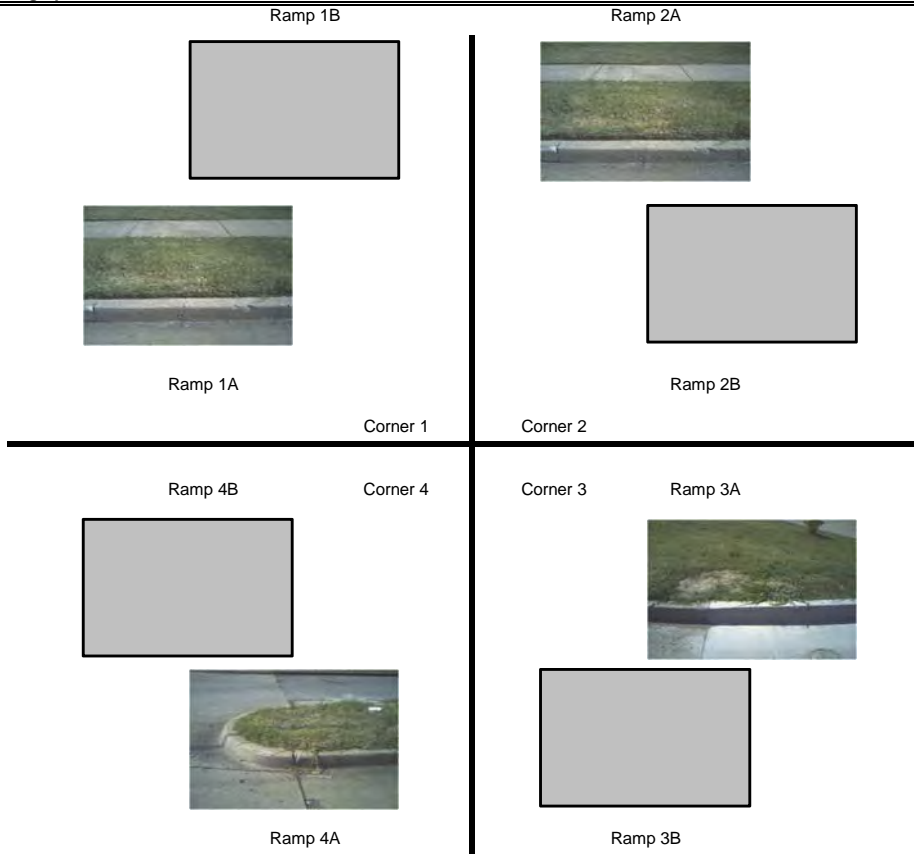 Ramp 1B
Ramp 2A
Ramp 1A
Ramp 2B
Corner 1
Corner 2
Ramp 4B
Corner 4
Corner 3
Ramp 3A
Ramp 4A
Ramp 3B